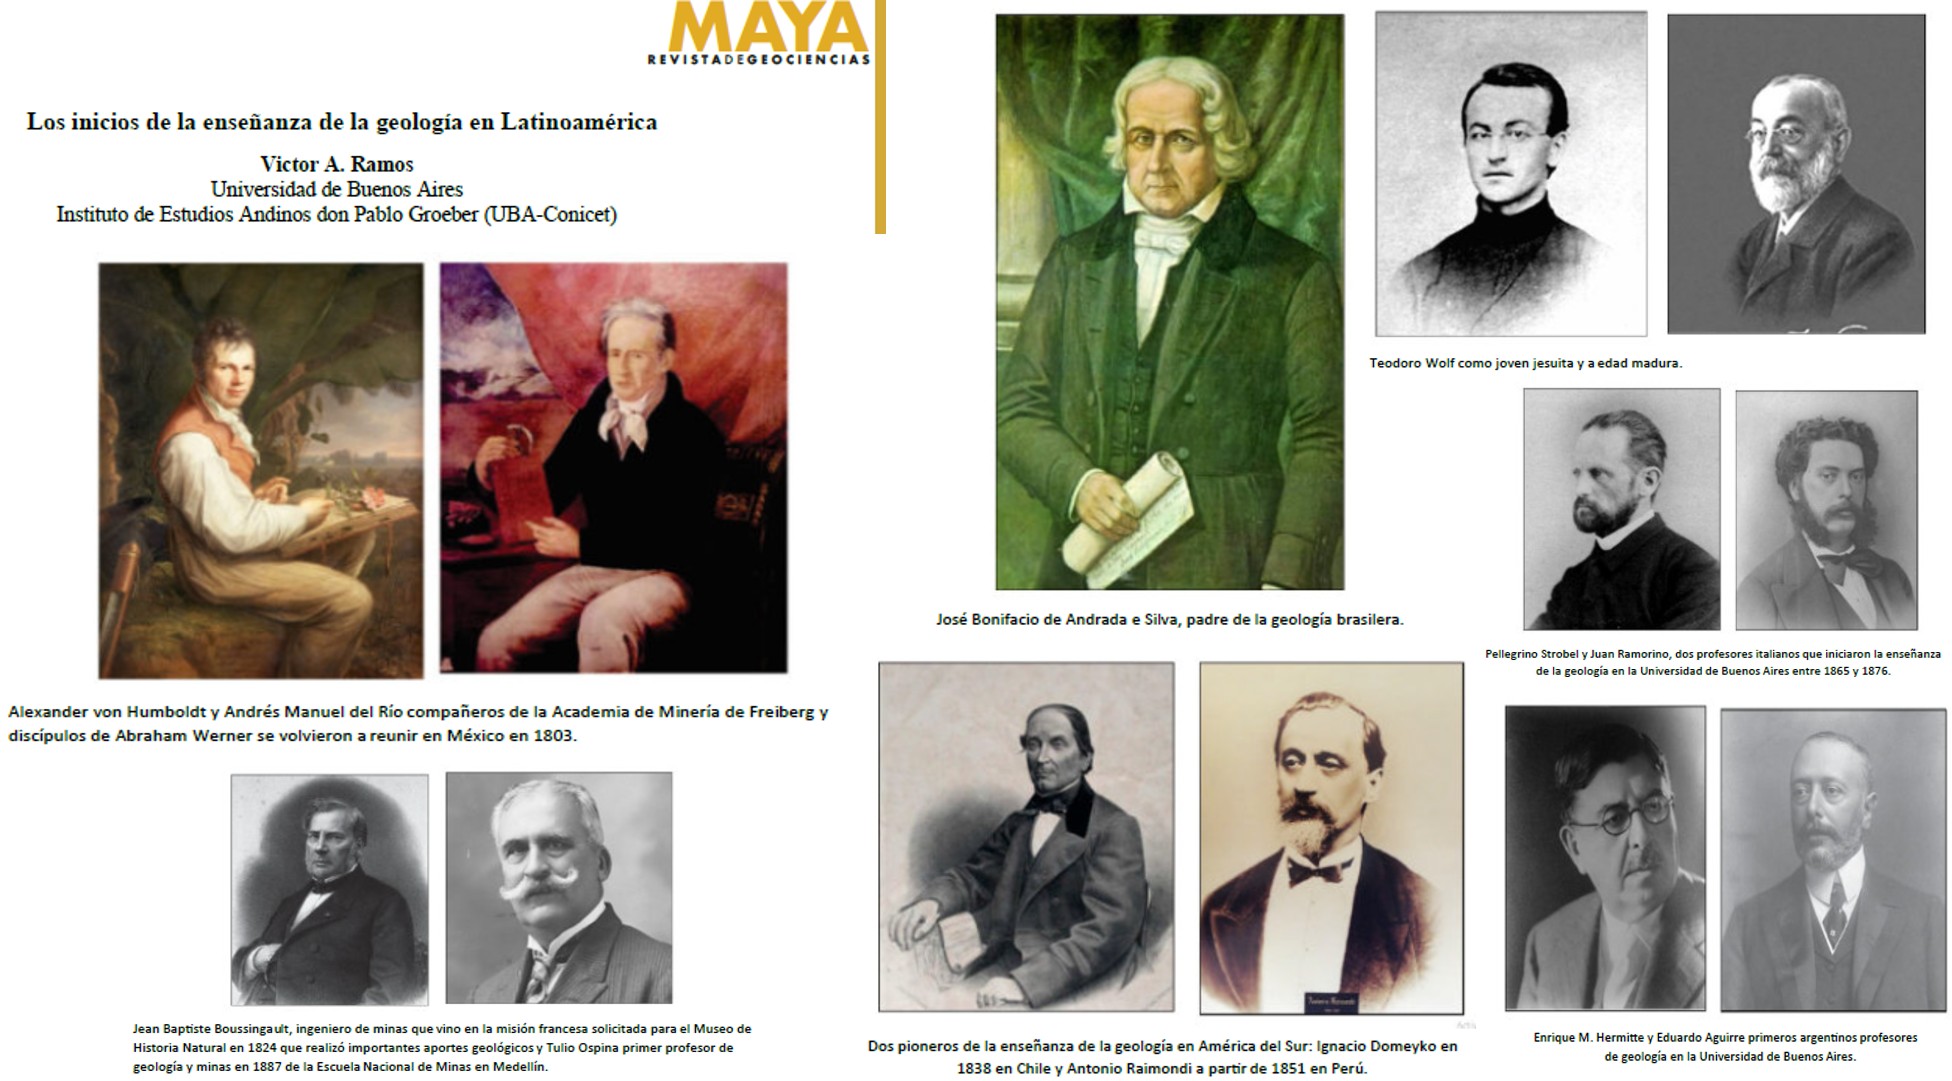 MAYA
REVISTADEGEOCIENCIAS
Los inicios de la enseñanza de la geología en Latinoamérica
Victor A. Ramos
Universidad de Buenos Aires
Instituto de Estudios Andinos don Pablo Groeber (UBA-Conicet)
Alexander von Humboldt y Andrés Manuel del Río compañeros de la Academia de Minería de Freiberg y
discípulos de Abraham Werner se volvieron a reunir en México en 1803.
Jean Baptiste Boussingault, ingeniero de minas que vino en la misión francesa solicitada para el Museo de
Historia Natural en 1824 que realizó importantes aportes geológicos y Tulio Ospina primer profesor de
geología y minas en 1887 de la Escuela Nacional de Minas en Medellín.
José Bonifacio de Andrada e Silva, padre de la geología brasilera.
Dos pioneros de la enseñanza de la geología en América del Sur: Ignacio Domeyko en
1838 en Chile y Antonio Raimondi a partir de 1851 en Perú.
Teodoro Wolf como joven jesuita y a edad madura.
Pellegrino Strobel y Juan Ramorino, dos profesores italianos que iniciaron la enseñanza
de la geología en la Universidad de Buenos Aires entre 1865 y 1876.
Enrique M. Hermitte y Eduardo Aguirre primeros argentinos profesores
de geología en la Universidad de Buenos Aires.